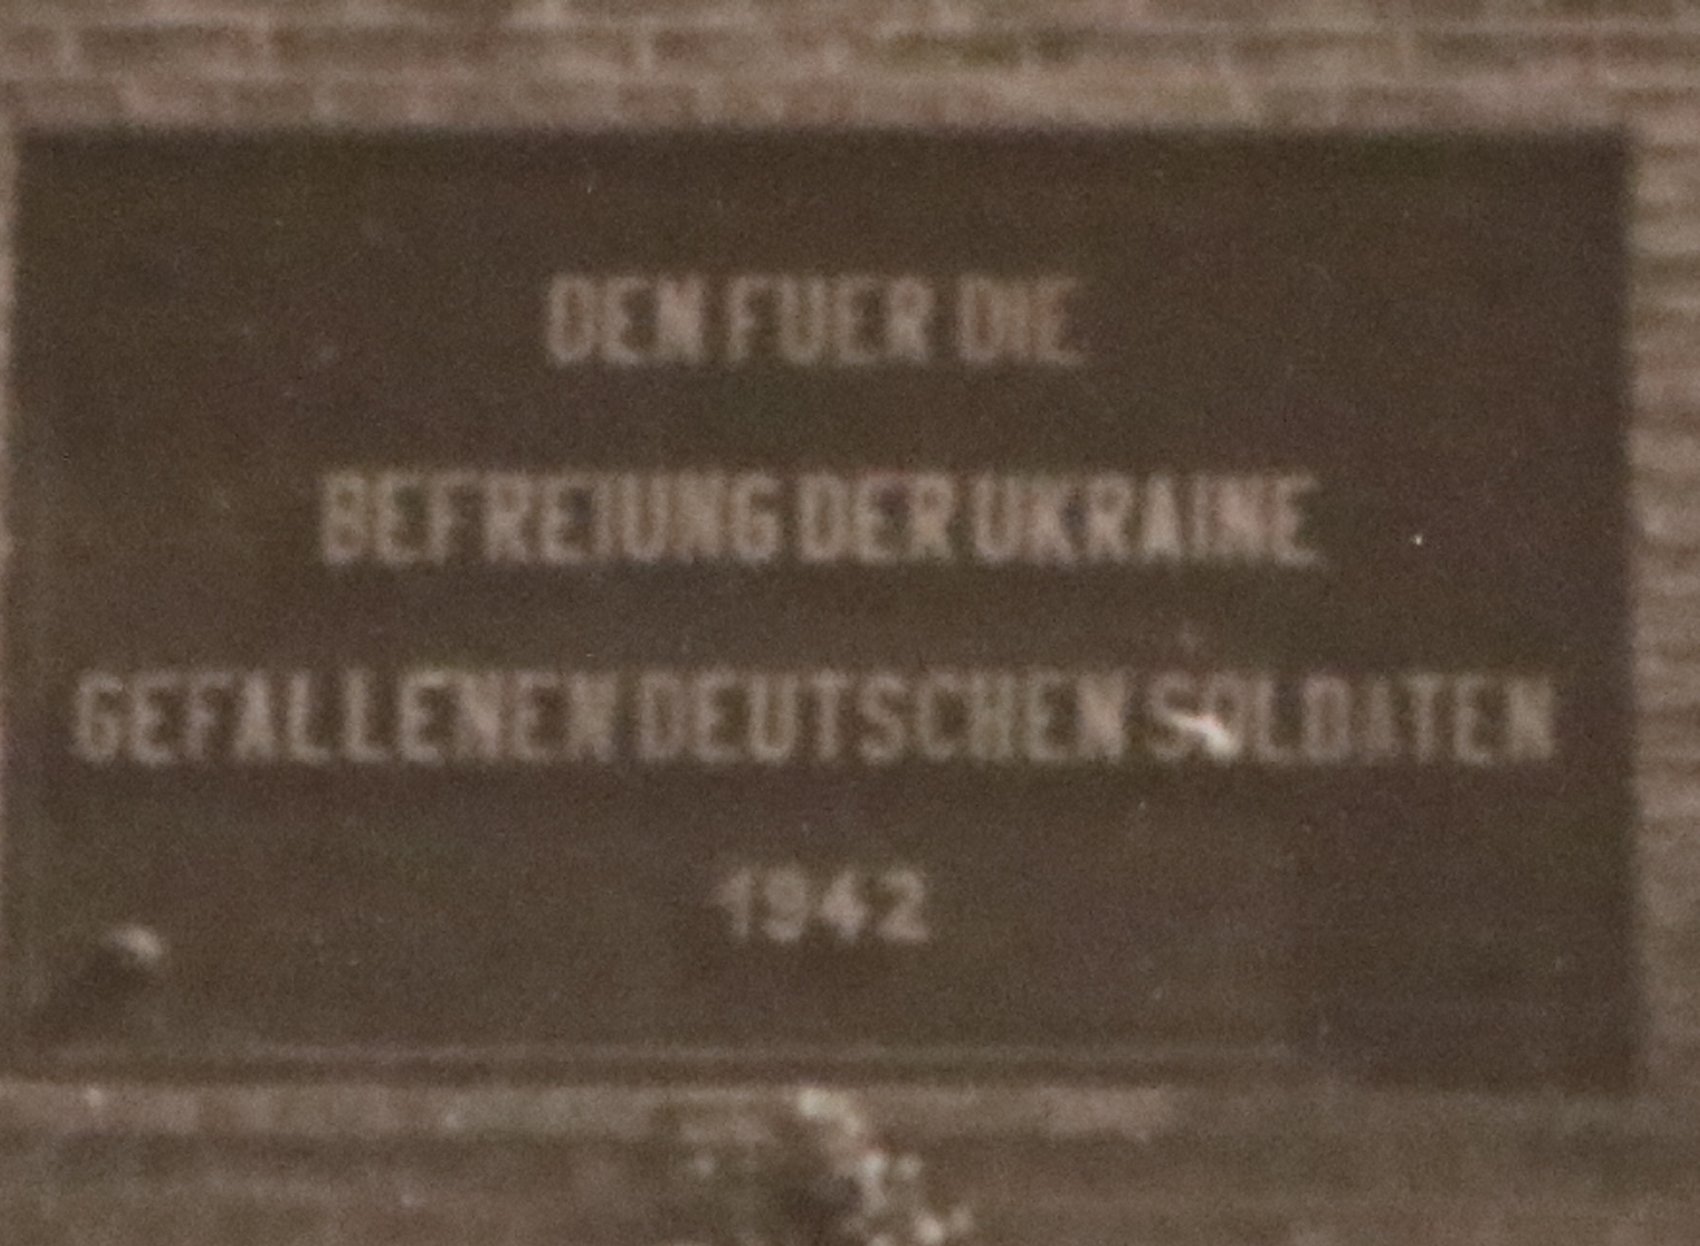 DEN FUER DIE
BEFREIUNG DER UKRAINE
GEFALLENEN DEUTSCHEN SOLDATEN
1942